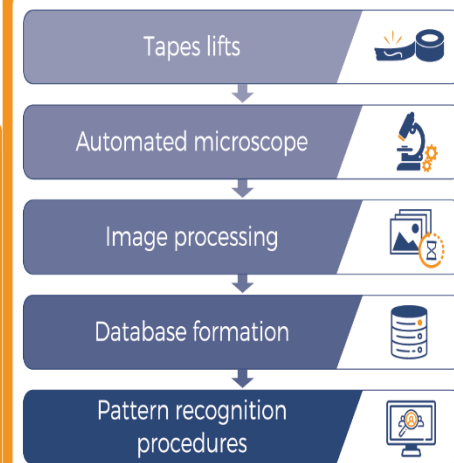 Tapes lifts
Automated microscope
Image processing
Database formation
Pattern recognition
procedures